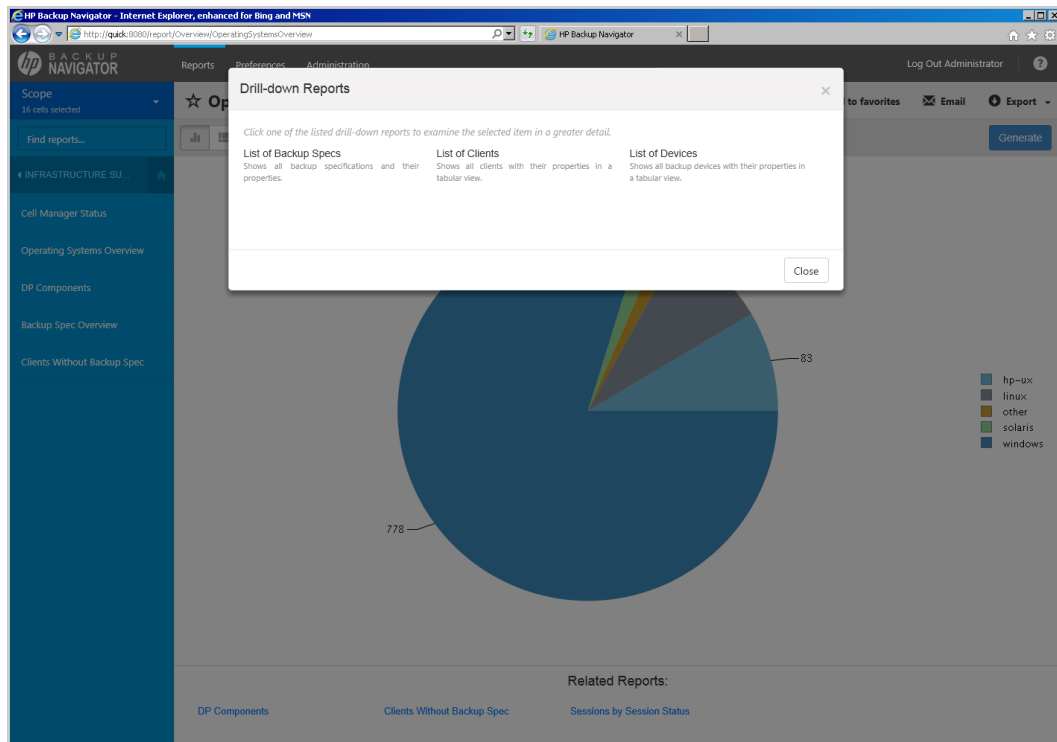 HP Backup Navigator - Internet Explorer, enhanced for Bing and MSN
http://quick:8080/report/Overview/OperatingSystemsOverview
HP Backup Navigator
hp BACKUP NAVIGATOR
Reports Preferences Administration
Log Out Administrator ?
Scope
16 cells selected
Op
to favorites Email Export
Find reports...
Generate
INFRASTRUCTURE SU...
Cell Manager Status
Operating Systems Overview
DP Components
Backup Spec Overview
Clients Without Backup Spec
Drill-down Reports
Click one of the listed drill-down reports to examine the selected item in a greater detail.
List of Backup Specs
Shows all backup specifications and their
properties.
List of Clients
Shows all clients with their properties in a
tabular view.
List of Devices
Shows all backup devices with their properties in
a tabular view.
Close
83
778
hp-ux
linux
other
solaris
windows
Related Reports:
DP Components Clients Without Backup Spec Sessions by Session Status